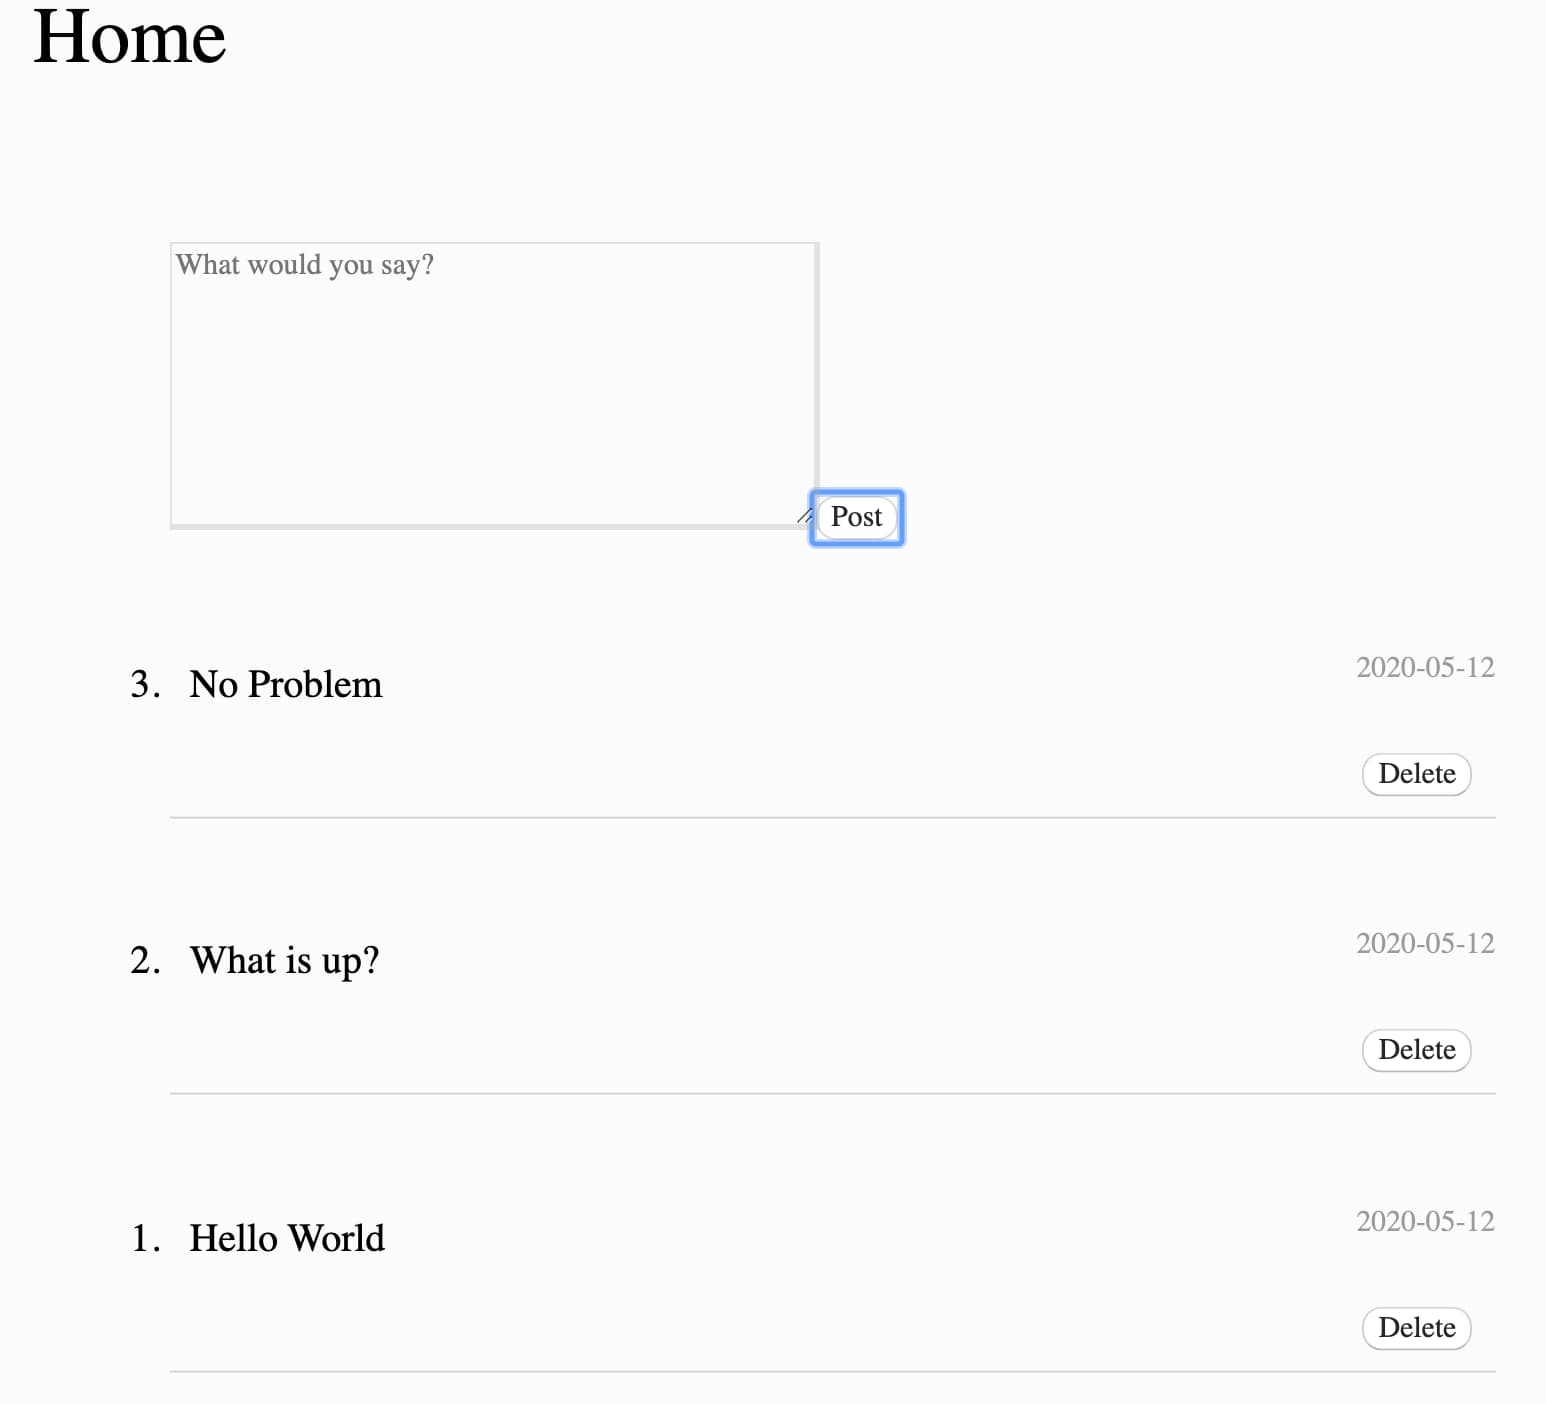 Home
What would you say?
Post
3. No Problem
2020-05-12
Delete
2. What is up?
2020-05-12
Delete
1. Hello World
2020-05-12
Delete